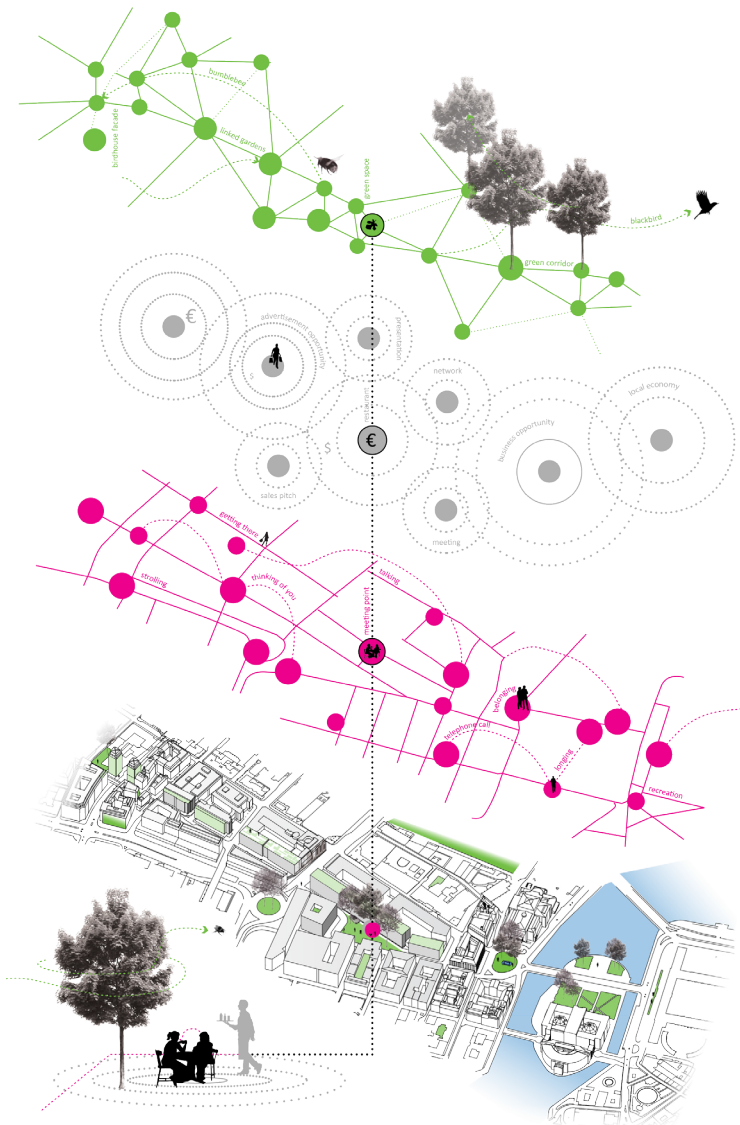 bumblebee
birdhouse facade
linked gardens
green space
blackbird
green corridor
€
advertisement opportunity
presentation
network
local economy
restaurant
€
business opportunity
$
sales pitch
meeting
getting there
talking
strolling
thinking of you
meeting point
belonging
telephone call
longing
recreation